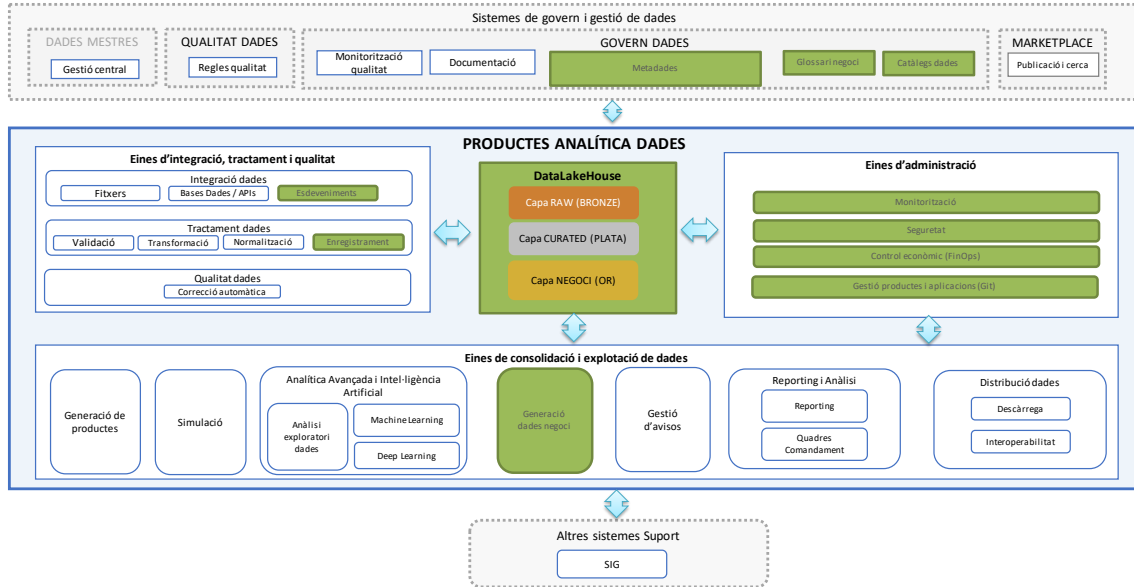 Sistemes de govern i gestió de dades
DADES MESTRES
Gestió central
QUALITAT DADES
Regles qualitat
GOVERN DADES
Monitorització
qualitat
Documentació
Metadades
Glossari negoci
Catàlegs dades
MARKETPLACE
Publicació i cerca
PRODUCTES ANALÍTICA DADES
Eines d'integració, tractament i qualitat
Integració dades
Fitxers
Bases Dades / APIs
Esdeveniments
Tractament dades
Validació
Transformació
Normalització
Enregistrament
Qualitat dades
Correcció automàtica
DataLakeHouse
Capa RAW (BRONZE)
Capa CURATED (PLATA)
Capa NEGOCI (OR)
Eines d'administració
Monitorització
Seguretat
Control econòmic (FinOps)
Gestió productes i aplicacions (Git)
Eines de consolidació i explotació de dades
Generació de
productes
Simulació
Analítica Avançada i Intel·ligència
Artificial
Anàlisi
exploratori
dades
Machine Learning
Deep Learning
Generació
dades negoci
Gestió
d'avisos
Reporting i Anàlisi
Reporting
Quadres
Comandament
Distribució dades
Descàrrega
Interoperabilitat
Altres sistemes Suport
SIG